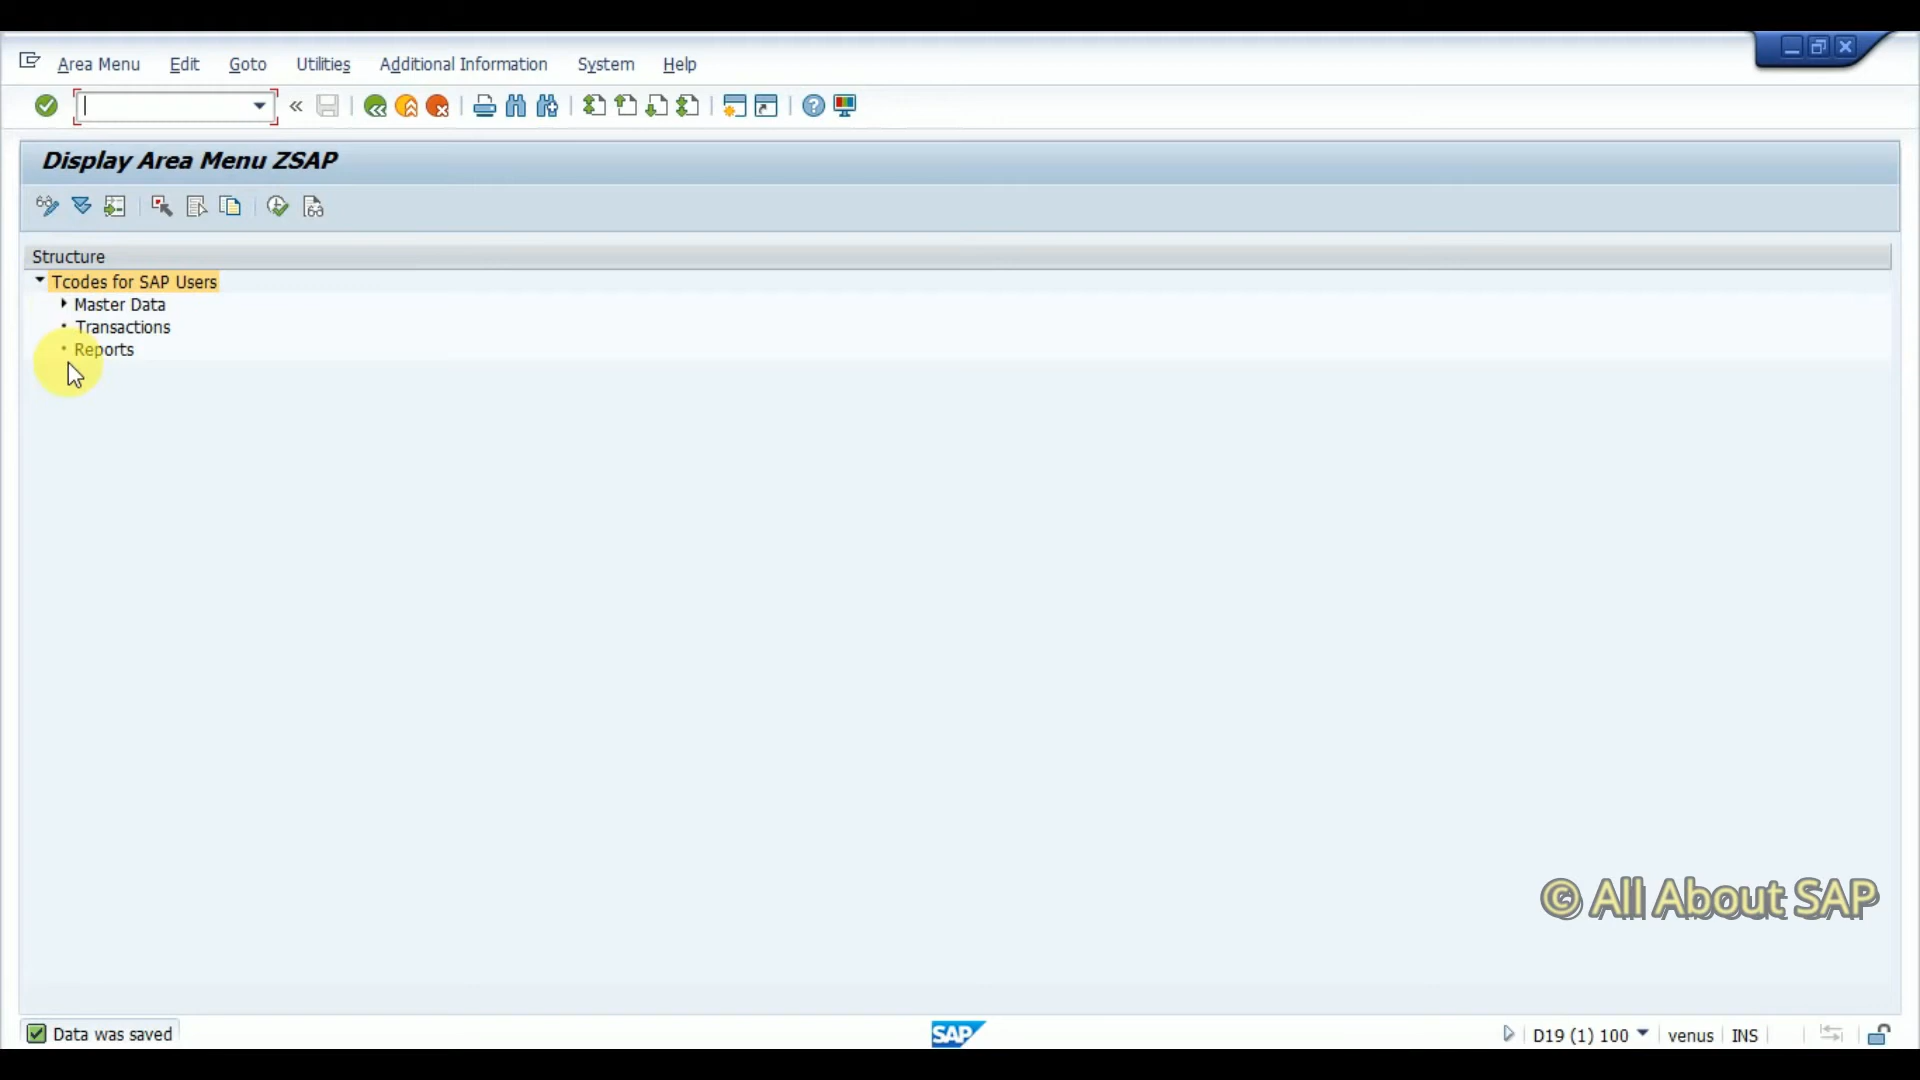 Area Menu Edit Goto Utilities Additional Information System Help
Display Area Menu ZSAP
Structure
Tcodes for SAP Users
Master Data
Transactions
Reports
© All About SAP
Data was saved
SAP
D19 (1) 100 venus INS